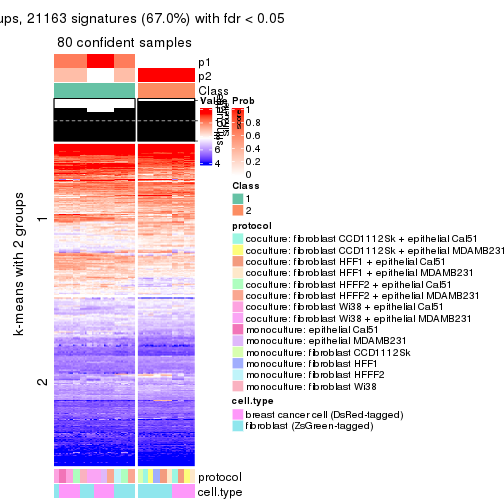 ups, 21163 signatures (67.0%) with fdr < 0.05
80 confident samples
p1
p2
Class
Value
Prob
1
0.8
0.6
0.4
0.2
0
6
4
Class
1
2
protocol
coculture: fibroblast CCD1112Sk + epithelial Cal51
coculture: fibroblast CCD1112Sk + epithelial MDAMB231
coculture: fibroblast HFF1 + epithelial Cal51
coculture: fibroblast HFF1 + epithelial MDAMB231
coculture: fibroblast HFFF2 + epithelial Cal51
coculture: fibroblast HFFF2 + epithelial MDAMB231
coculture: fibroblast Wi38 + epithelial Cal51
coculture: fibroblast Wi38 + epithelial MDAMB231
monoculture: epithelial Cal51
monoculture: epithelial MDAMB231
monoculture: fibroblast CCD1112Sk
monoculture: fibroblast HFF1
monoculture: fibroblast HFFF2
monoculture: fibroblast Wi38
cell.type
breast cancer cell (DsRed-tagged)
fibroblast (ZsGreen-tagged)
k-means with 2 groups
1
2
protocol
cell.type